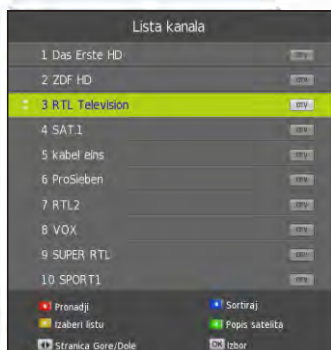 Lista kanala
1 Das Erste HD
2 ZDF HD
3 RTL Television
4 SAT.1
5 kabel eins
6 ProSieben
7 RTL2
8 VOX
9 SUPER RTL
10 SPORT1
Pronadji
Sortiraj
Izaberi listu
Popis satelita
Stranica Gore/Dole
OK Izbor